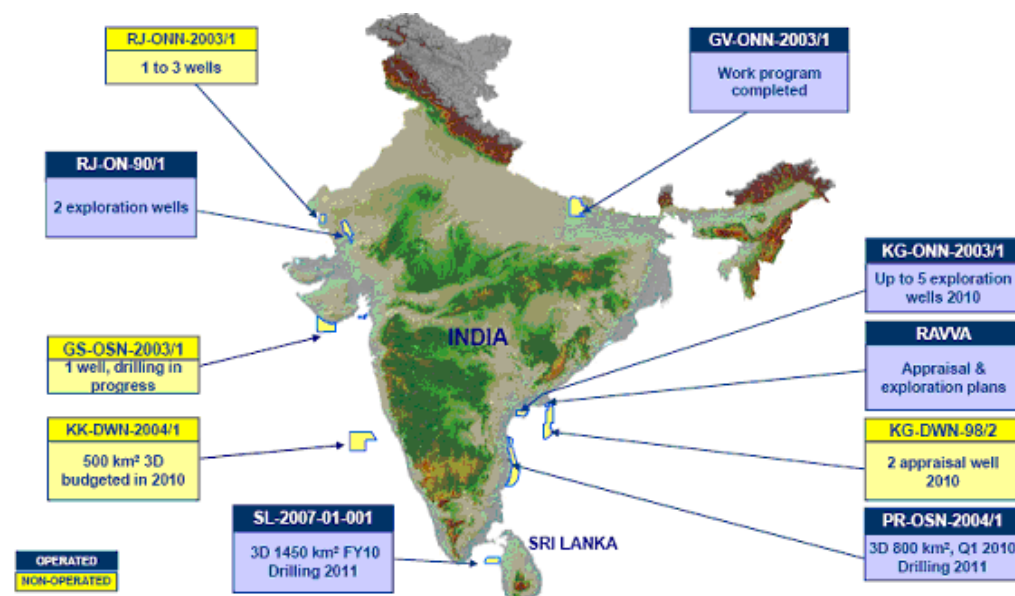 RJ-ONN-2003/1
1 to 3 wells
GV-ONN-2003/1
Work program
completed
RJ-ON-90/1
2 exploration wells
KG-ONN-2003/1
Up to 5 exploration
wells 2010
INDIA
RAVVA
Appraisal &
exploration plans
GS-OSN-2003/1
1 well, drilling in
progress
KK-DWN-2004/1
500 km² 3D
budgeted in 2010
KG-DWN-98/2
2 appraisal well
2010
SL-2007-01-001
3D 1450 km² FY10
Drilling 2011
SRI LANKA
PR-OSN-2004/1
3D 800 km², Q1 2010
Drilling 2011
OPERATED
NON-OPERATED